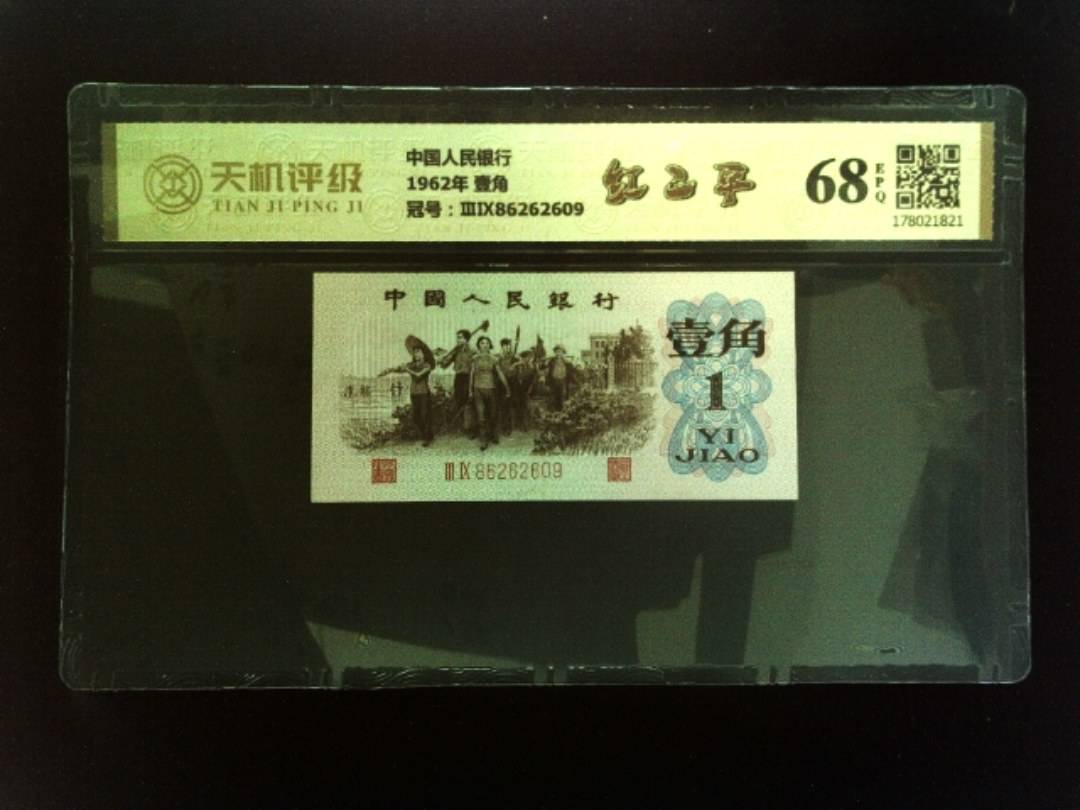 天机评级
TIAN JI PING JI
中国人民银行
1962年 壹角
冠号：ⅢⅨ86262609
红二平
68
EPQ
178021821
中國人民銀行
壹角
1
YI
JIAO
ⅢⅨ86262609